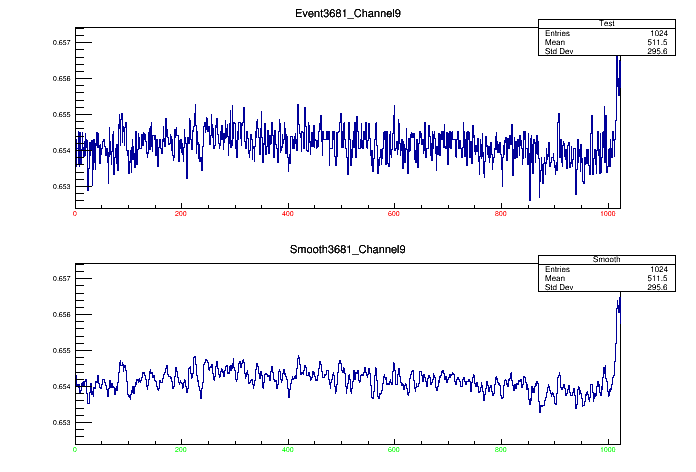 Event3681_Channel9
Test
Entries 1024
Mean 511.5
Std Dev 295.6
0.657
0.656
0.655
0.654
0.653
0 200 400 600 800 1000
Smooth3681_Channel9
Smooth
Entries 1024
Mean 511.5
Std Dev 295.6
0.657
0.656
0.655
0.654
0.653
0 200 400 600 800 1000